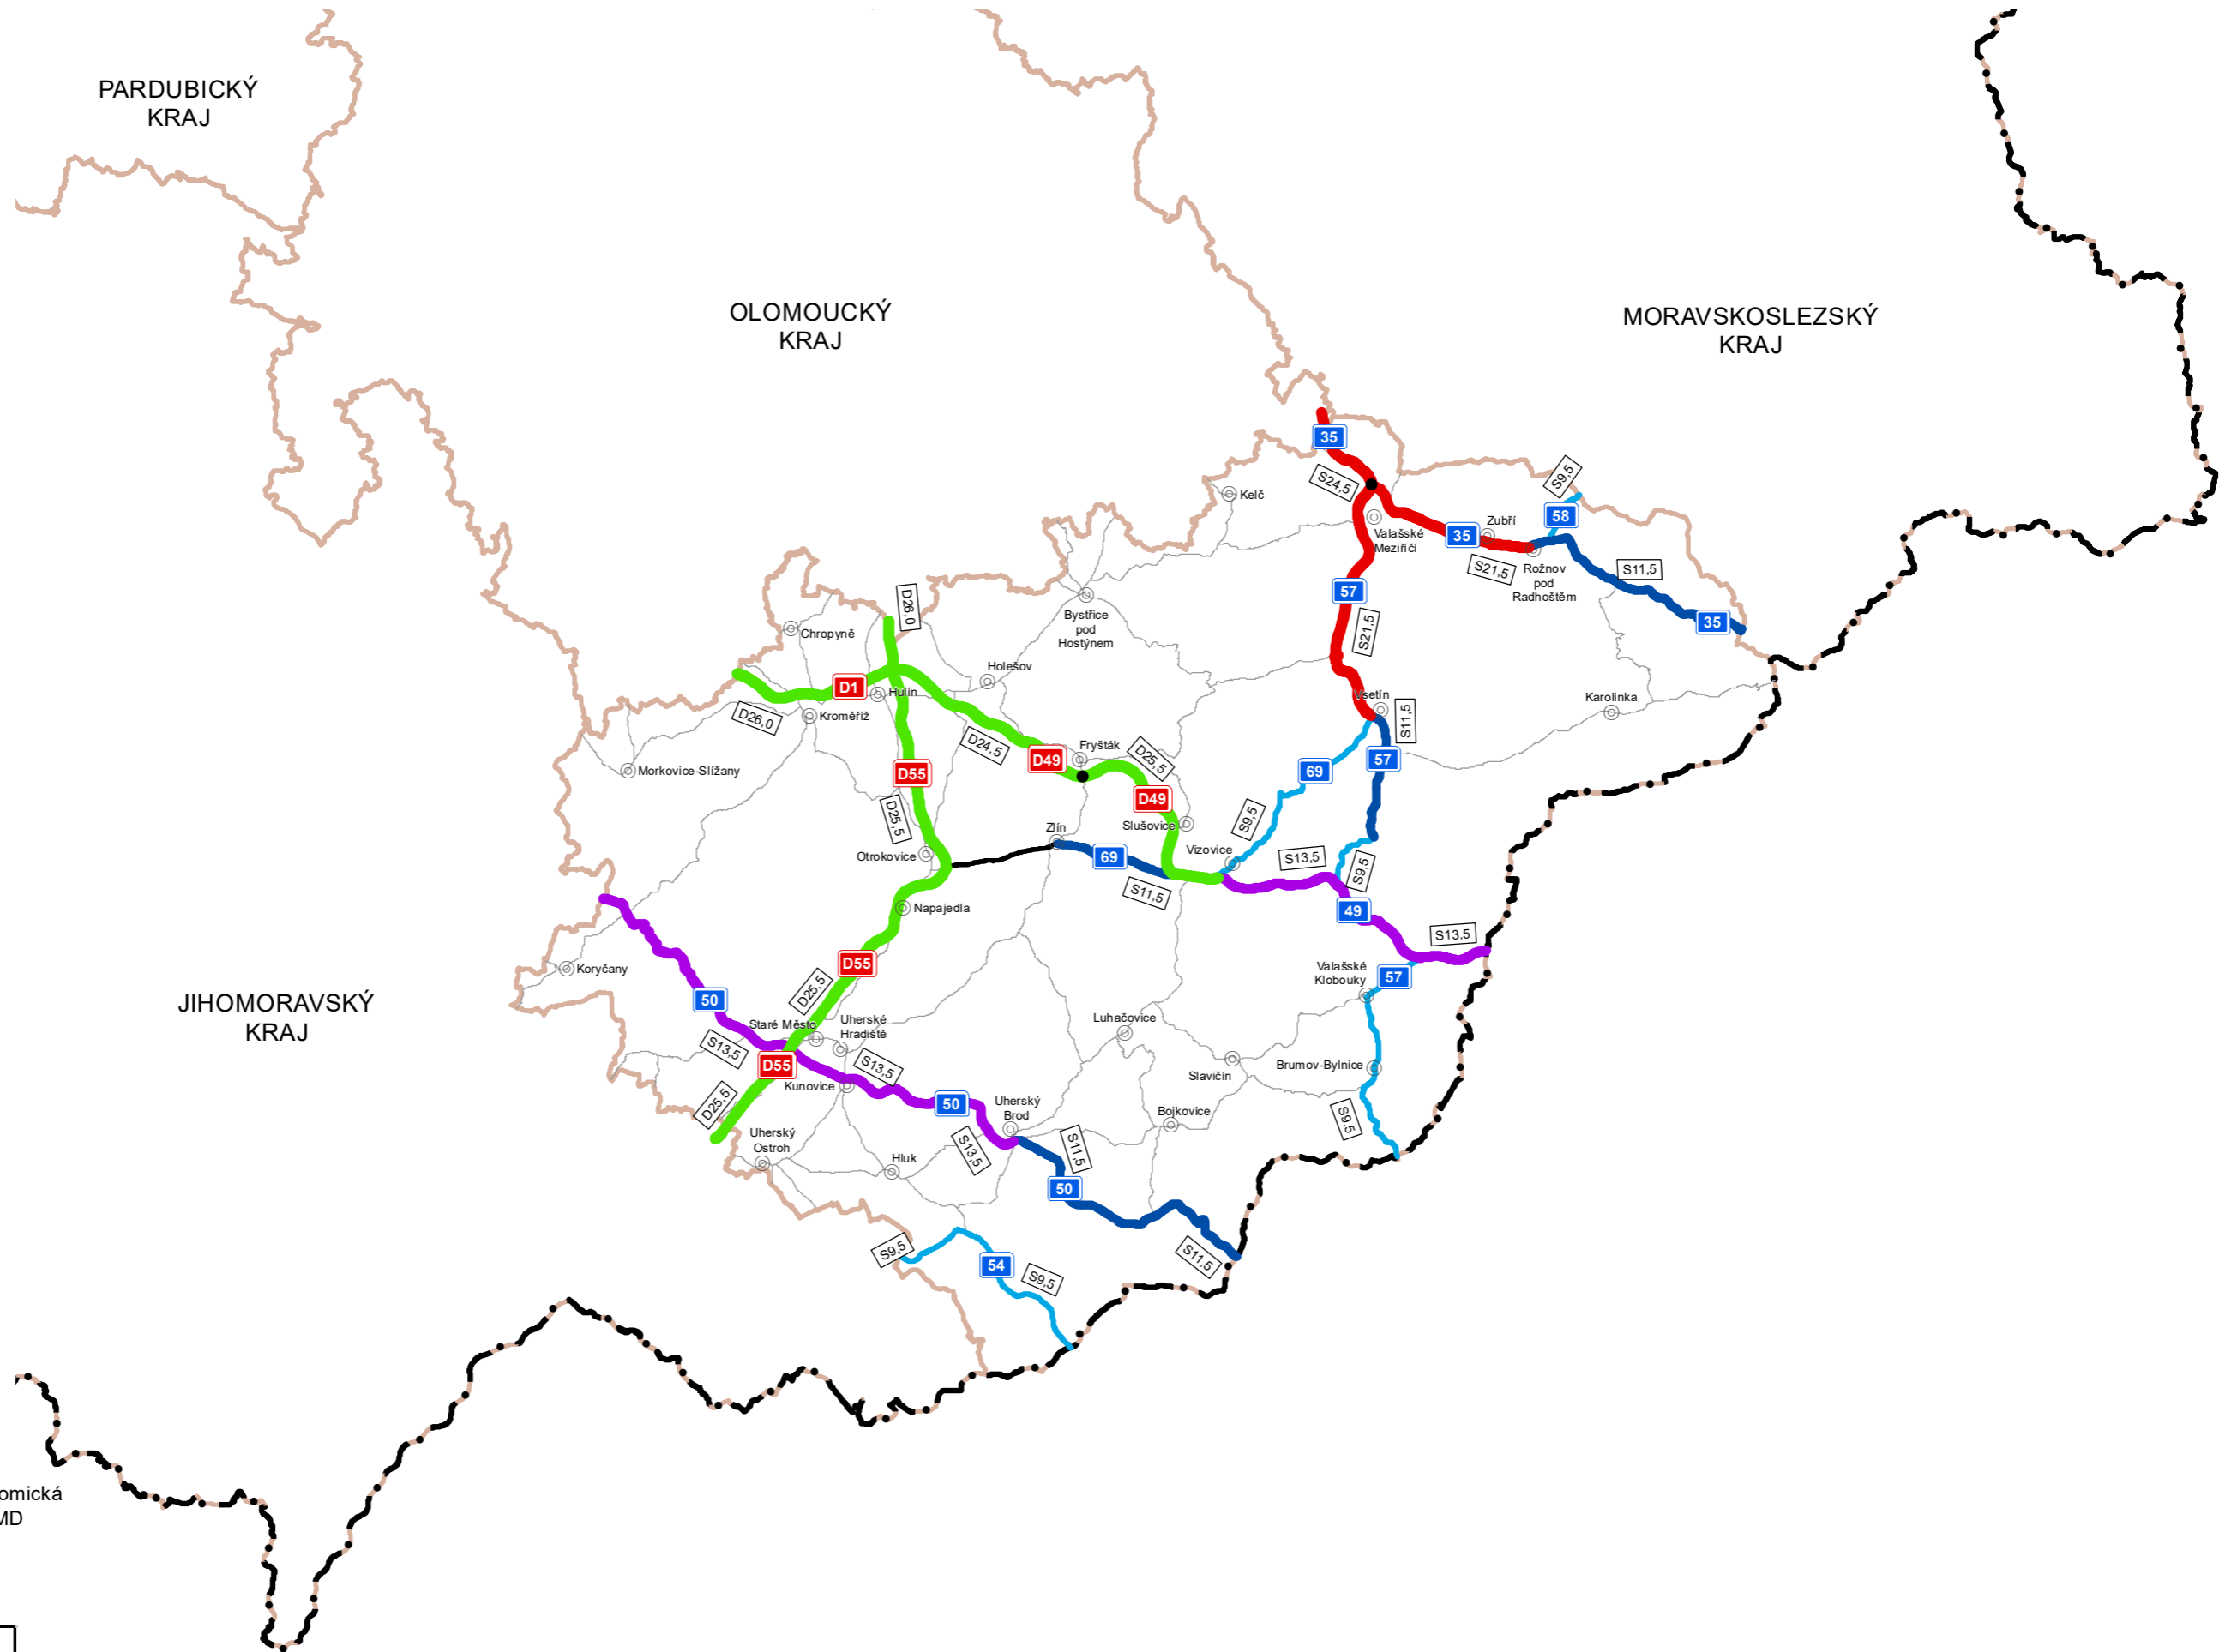 PARDUBICKÝ
KRAJ
OLOMOUCKÝ
KRAJ
MORAVSKOSLEZSKÝ
KRAJ
35
S24,5
Kelč
S9,5
58
Zubří
35
Valašské
Meziříčí
S21,5
Rožnov
pod
Radhoštěm
S11,5
35
57
S21,5
D26,0
Bystřice
pod
Hostýnem
Chropyně
Holešov
D1
Hulín
Vsetín
Karolinka
D26,0
Kroměříž
S11,5
D24,5
Fryšták
D49
D25,5
57
Morkovice-Slížany
D55
69
D49
D25,5
S9,5
Zlín
Slušovice
Otrokovice
69
Vizovice
S13,5
S9,5
S11,5
Napajedla
49
S13,5
D55
Koryčany
Valašské
Klobouky
57
JIHOMORAVSKÝ
KRAJ
50
D25,5
Staré Město
Uherské
Hradiště
Luhačovice
S13,5
D55
S13,5
Kunovice
Slavičín
Brumov-Bylnice
D25,5
50
Uherský
Brod
Bojkovice
S9,5
Uherský
Ostroh
S13,5
S11,5
Hluk
50
S9,5
S11,5
54
S9,5
omická
MD